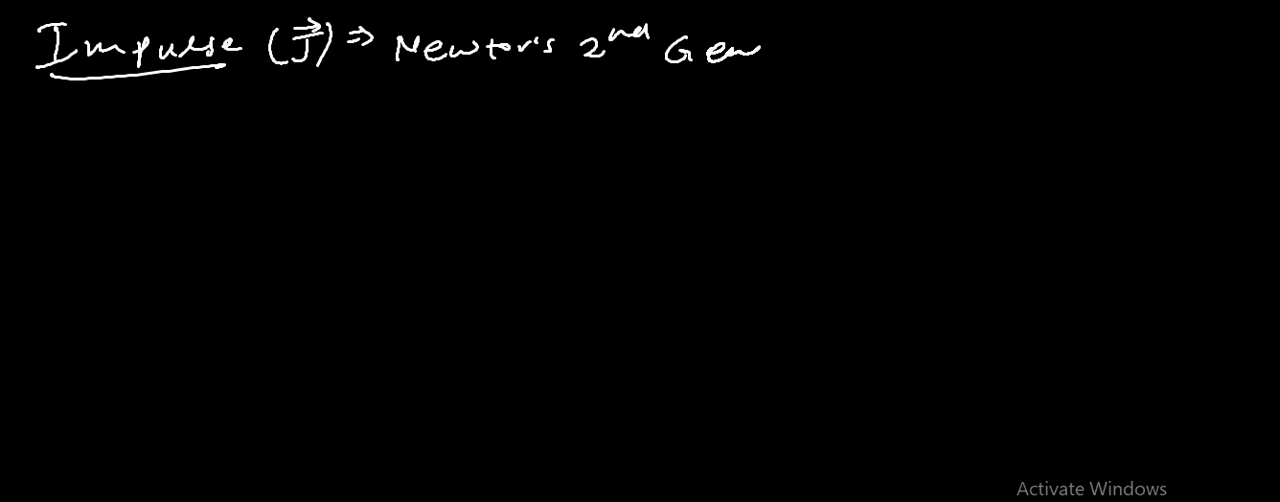 Impulse (J⃗) ⇒ Newton's 2nd Gen
Activate Windows